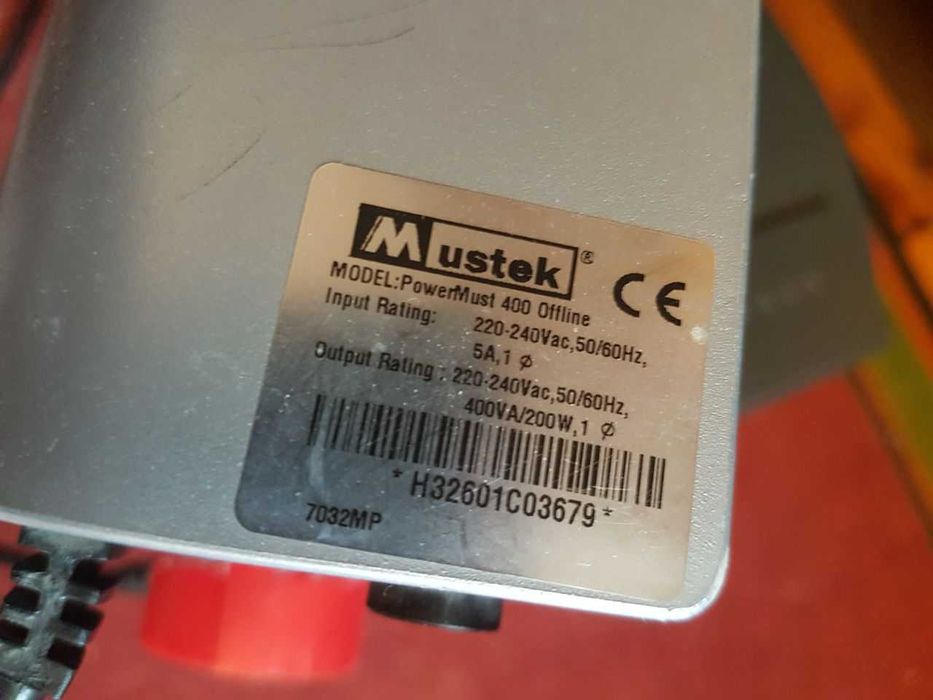 Mustek®
CE
MODEL:PowerMust 400 Offline
Input Rating: 220-240Vac,50/60Hz,
5A,1 ϕ
Output Rating : 220-240Vac,50/60Hz,
400VA/200W,1 ϕ
*H32601C03679*
7032MP